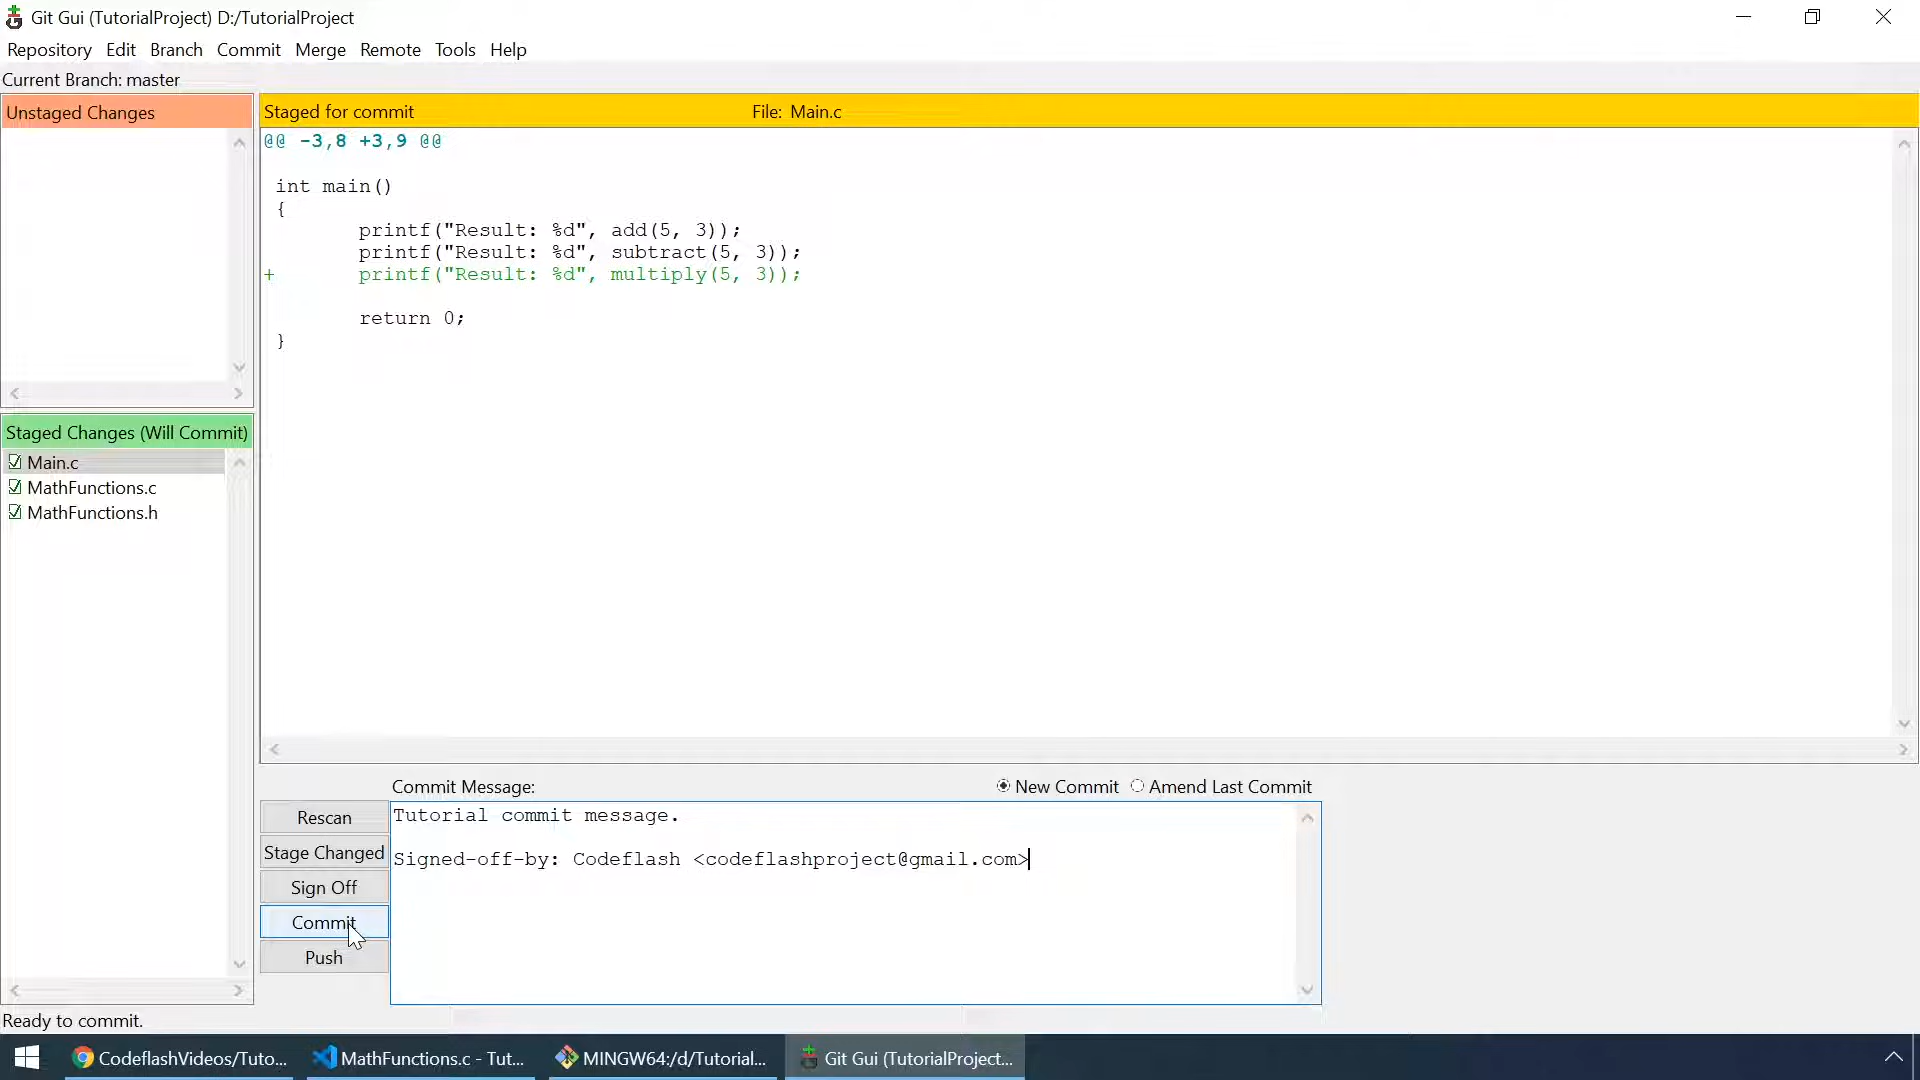 Git Gui (TutorialProject) D:/TutorialProject
Repository Edit Branch Commit Merge Remote Tools Help
Current Branch: master
Unstaged Changes
Staged for commit File: Main.c
@@ -3,8 +3,9 @@
int main()
{
printf("Result: %d", add(5, 3));
printf("Result: %d", subtract(5, 3));
+ printf("Result: %d", multiply(5, 3));
return 0;
}
Staged Changes (Will Commit)
Main.c
MathFunctions.c
MathFunctions.h
Commit Message: New Commit Amend Last Commit
Rescan
Stage Changed
Sign Off
Commit
Push
Tutorial commit message.
Signed-off-by: Codeflash <codeflashproject@gmail.com>
Ready to commit.
CodeflashVideos/Tuto... MathFunctions.c - Tut... MINGW64:/d/Tutorial... Git Gui (TutorialProject...